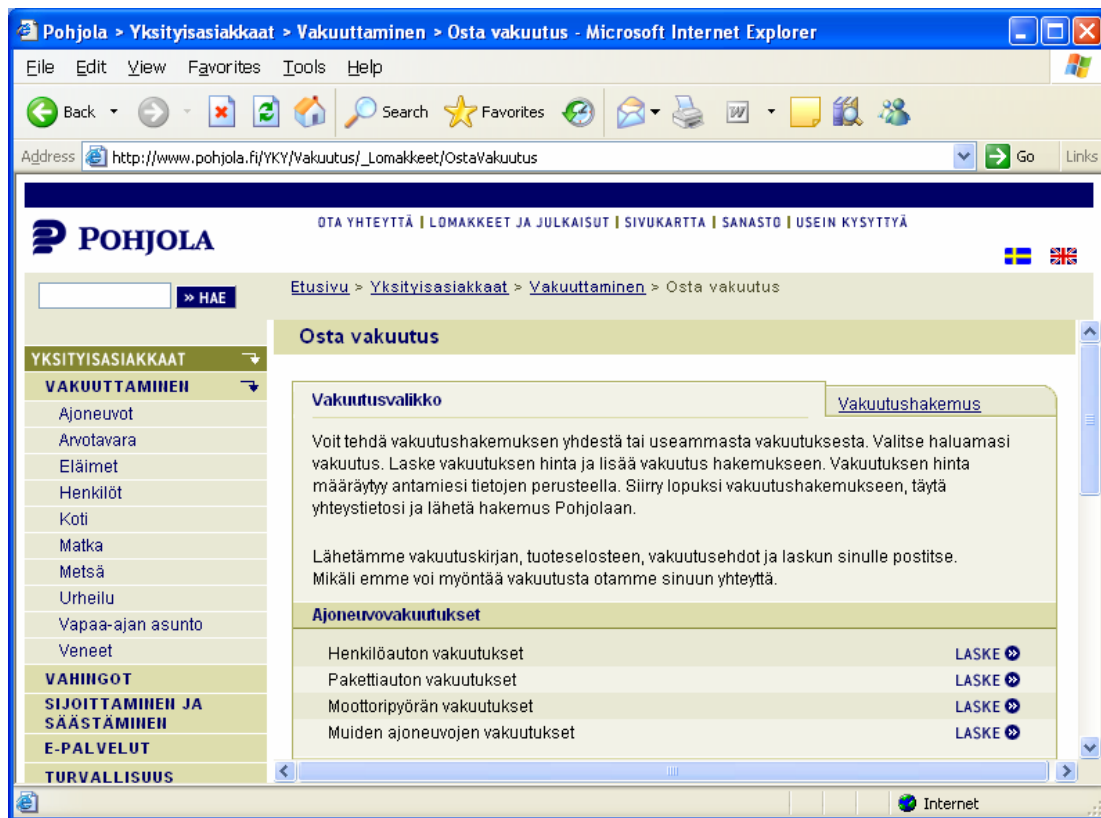 Pohjola > Yksityisasiakkaat > Vakuuttaminen > Osta vakuutus - Microsoft Internet Explorer
File Edit View Favorites Tools Help
Back Search Favorites
Address http://www.pohjola.fi/YKY/Vakuutus/_Lomakkeet/OstaVakuutus Go Links
OTA YHTEYTTÄ | LOMAKKEET JA JULKAISUT | SIVUKARTTA | SANASTO | USEIN KYSYTTYÄ
POHJOLA
» HAE
Etusivu > Yksityisasiakkaat > Vakuuttaminen > Osta vakuutus
YKSITYISASIAKKAAT
VAKUUTTAMINEN
Ajoneuvot
Arvotavara
Eläimet
Henkilöt
Koti
Matka
Metsä
Urheilu
Vapaa-ajan asunto
Veneet
VAHINGOT
SIJOITTAMINEN JA
SÄÄSTÄMINEN
E-PALVELUT
TURVALLISUUS
Osta vakuutus
Vakuutusvalikko Vakuutushakemus
Voit tehdä vakuutushakemuksen yhdestä tai useammasta vakuutuksesta. Valitse haluamasi
vakuutus. Laske vakuutuksen hinta ja lisää vakuutus hakemukseen. Vakuutuksen hinta
määräytyy antamiesi tietojen perusteella. Siirry lopuksi vakuutushakemukseen, täytä
yhteystietosi ja lähetä hakemus Pohjolaan.
Lähetämme vakuutuskirjan, tuoteselosteen, vakuutusehdot ja laskun sinulle postitse.
Mikäli emme voi myöntää vakuutusta otamme sinuun yhteyttä.
Ajoneuvovakuutukset
Henkilöauton vakuutukset LASKE
Pakettiauton vakuutukset LASKE
Moottoripyörän vakuutukset LASKE
Muiden ajoneuvojen vakuutukset LASKE
Internet